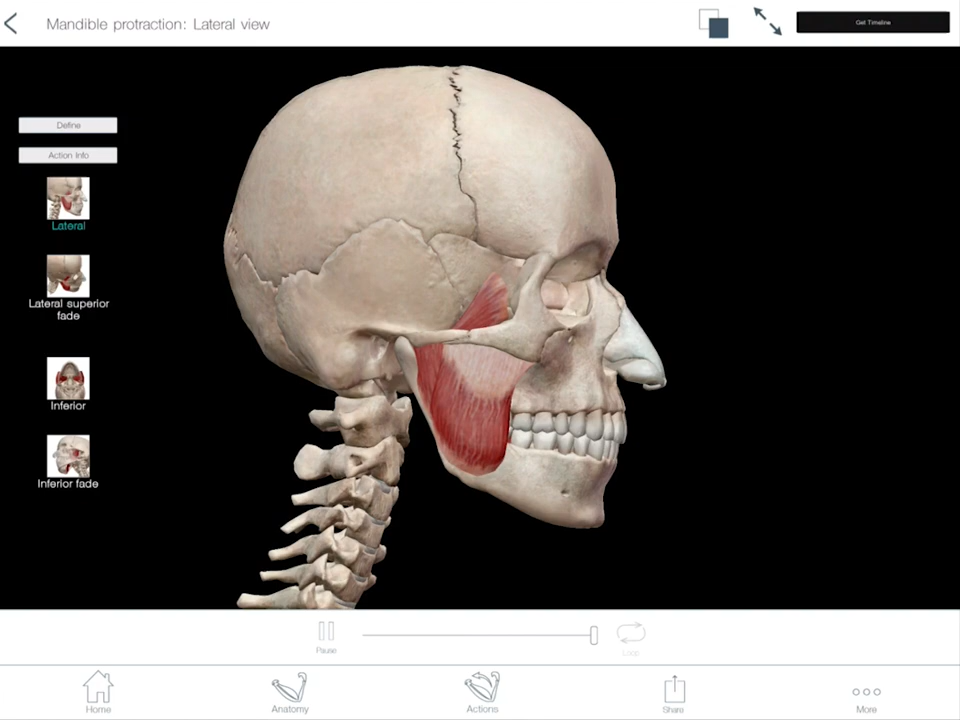 Mandible protraction: Lateral view
Get Timeline
Define
Action Info
Lateral
Lateral superior
fade
Inferior
Inferior fade
Pause
Loop
Home
Anatomy
Actions
Share
More